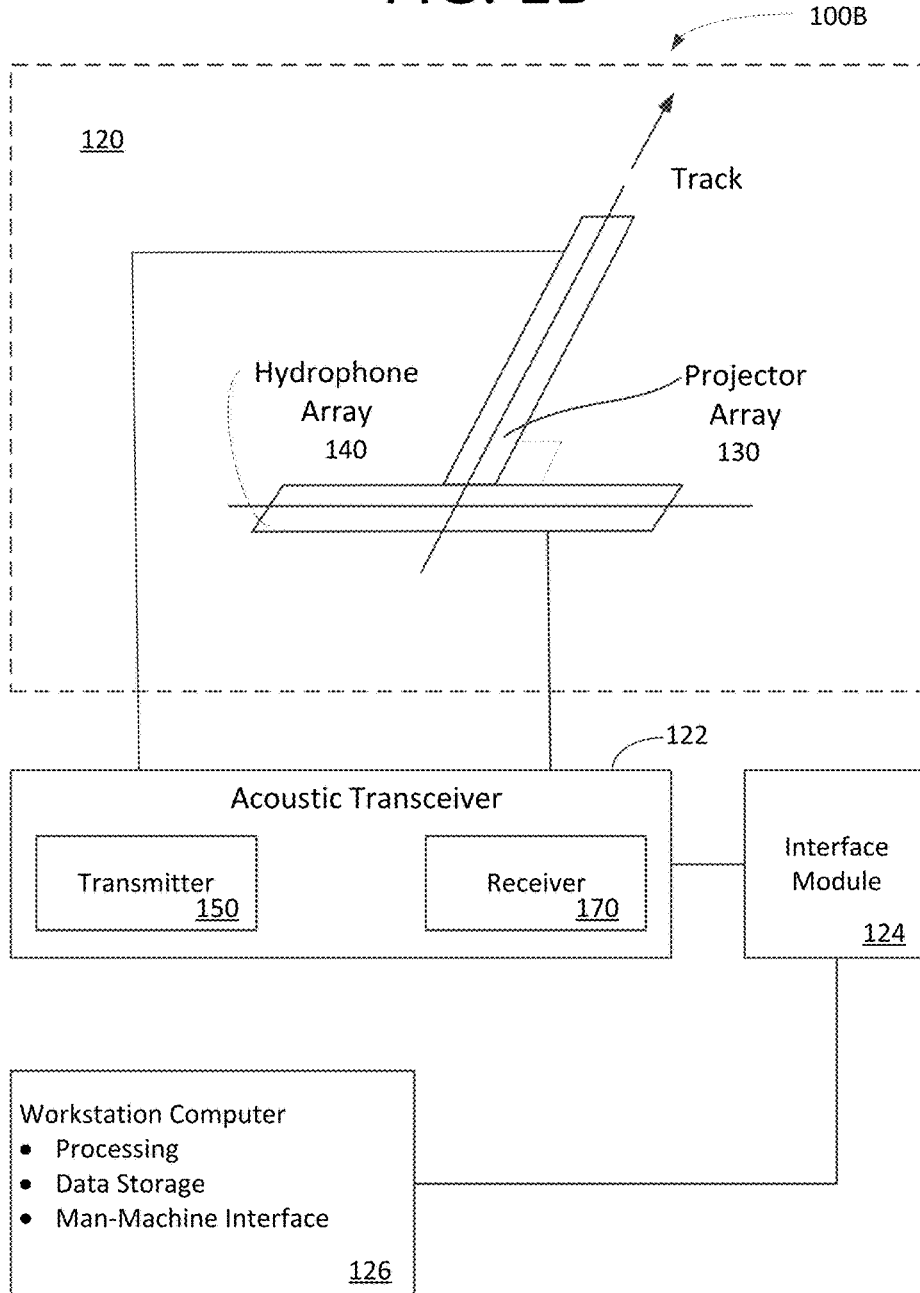 100B
120
Track
Hydrophone
Array
140
Projector
Array
130
122
Acoustic Transceiver
Transmitter
150
Receiver
170
Interface
Module
124
Workstation Computer
• Processing
• Data Storage
• Man-Machine Interface
126